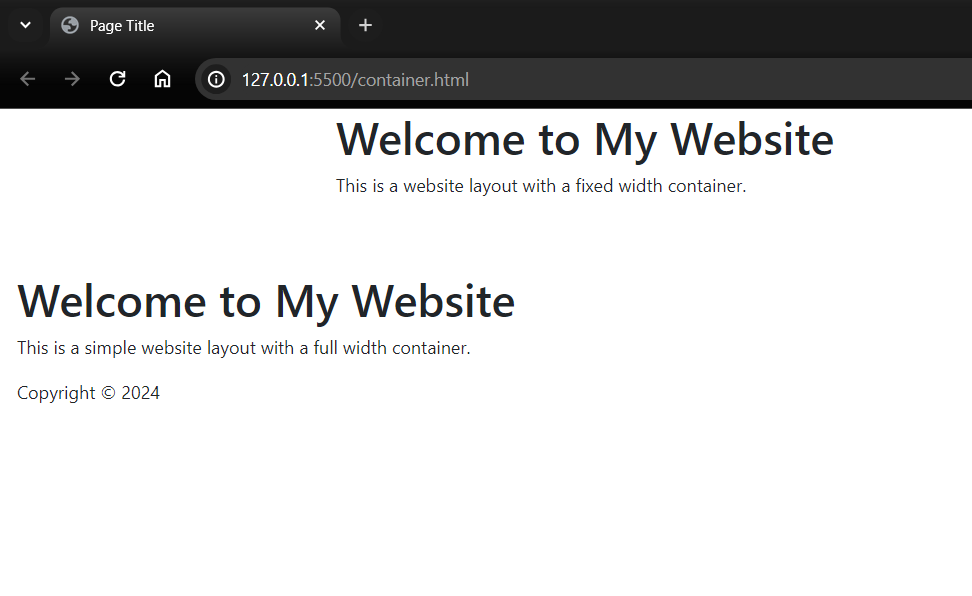 Page Title
127.0.0.1:5500/container.html
Welcome to My Website
This is a website layout with a fixed width container.
Welcome to My Website
This is a simple website layout with a full width container.
Copyright © 2024